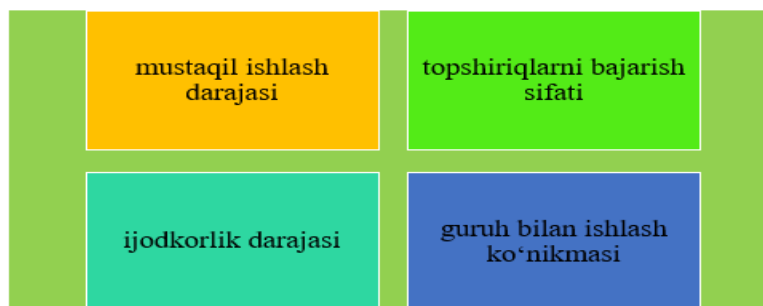 mustaqil ishlash
darajasi
topshiriqlarni bajarish
sifati
ijodkorlik darajasi
guruh bilan ishlash
ko‘nikmasi